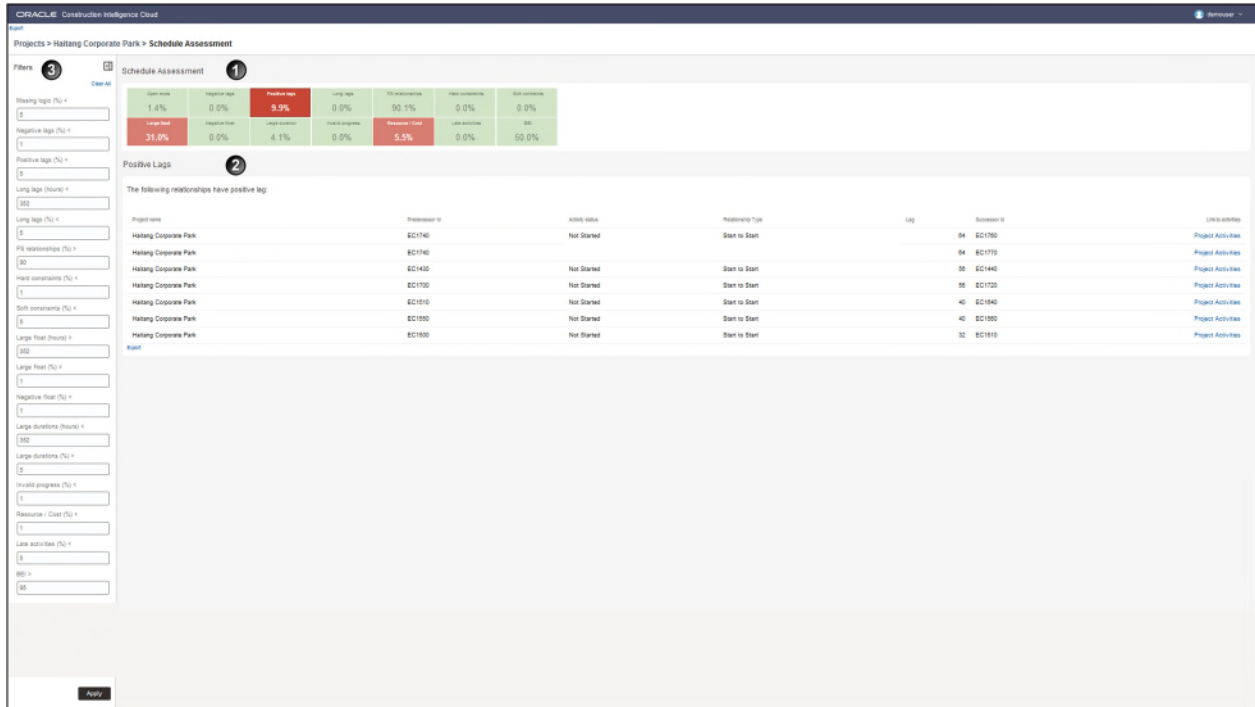 ORACLE Construction Intelligence Cloud
demouser
Export
Projects > Haitang Corporate Park > Schedule Assessment
Filters
3
Clear All
Missing logic (%) <
5
Negative lags (%) <
1
Positive lags (%) <
5
Long lags (hours) <
352
Long lags (%) <
5
FS relationships (%) >
90
Hard constraints (%) <
1
Soft constraints (%) <
5
Large float (hours) >
352
Large float (%) >
1
Negative float (%) <
1
Large durations (hours) <
352
Large durations (%) >
5
Invalid progress (%) <
1
Resource / Cost (%) <
1
Late activities (%) <
5
BEI >
95
Apply
Schedule Assessment 1
Open ends Negative lags Positive lags Long lags FS relationships Hard constraints Soft constraints
1.4% 0.0% 9.9% 0.0% 90.1% 0.0% 0.0%
Large float Negative float Large duration Invalid progress Resource / Cost Late activities BEI
31.0% 0.0% 4.1% 0.0% 5.5% 0.0% 50.0%
Positive Lags 2
The following relationships have positive lag:
Project name Predecessor Id Activity status Relationship Type Lag Successor Id Link to activities
Haitang Corporate Park EC1740 Not Started Start to Start 64 EC1760 Project Activities
Haitang Corporate Park EC1740 64 EC1770 Project Activities
Haitang Corporate Park EC1430 Not Started Start to Start 56 EC1440 Project Activities
Haitang Corporate Park EC1700 Not Started Start to Start 56 EC1720 Project Activities
Haitang Corporate Park EC1510 Not Started Start to Start 40 EC1540 Project Activities
Haitang Corporate Park EC1550 Not Started Start to Start 40 EC1560 Project Activities
Haitang Corporate Park EC1500 Not Started Start to Start 32 EC1510 Project Activities
Export